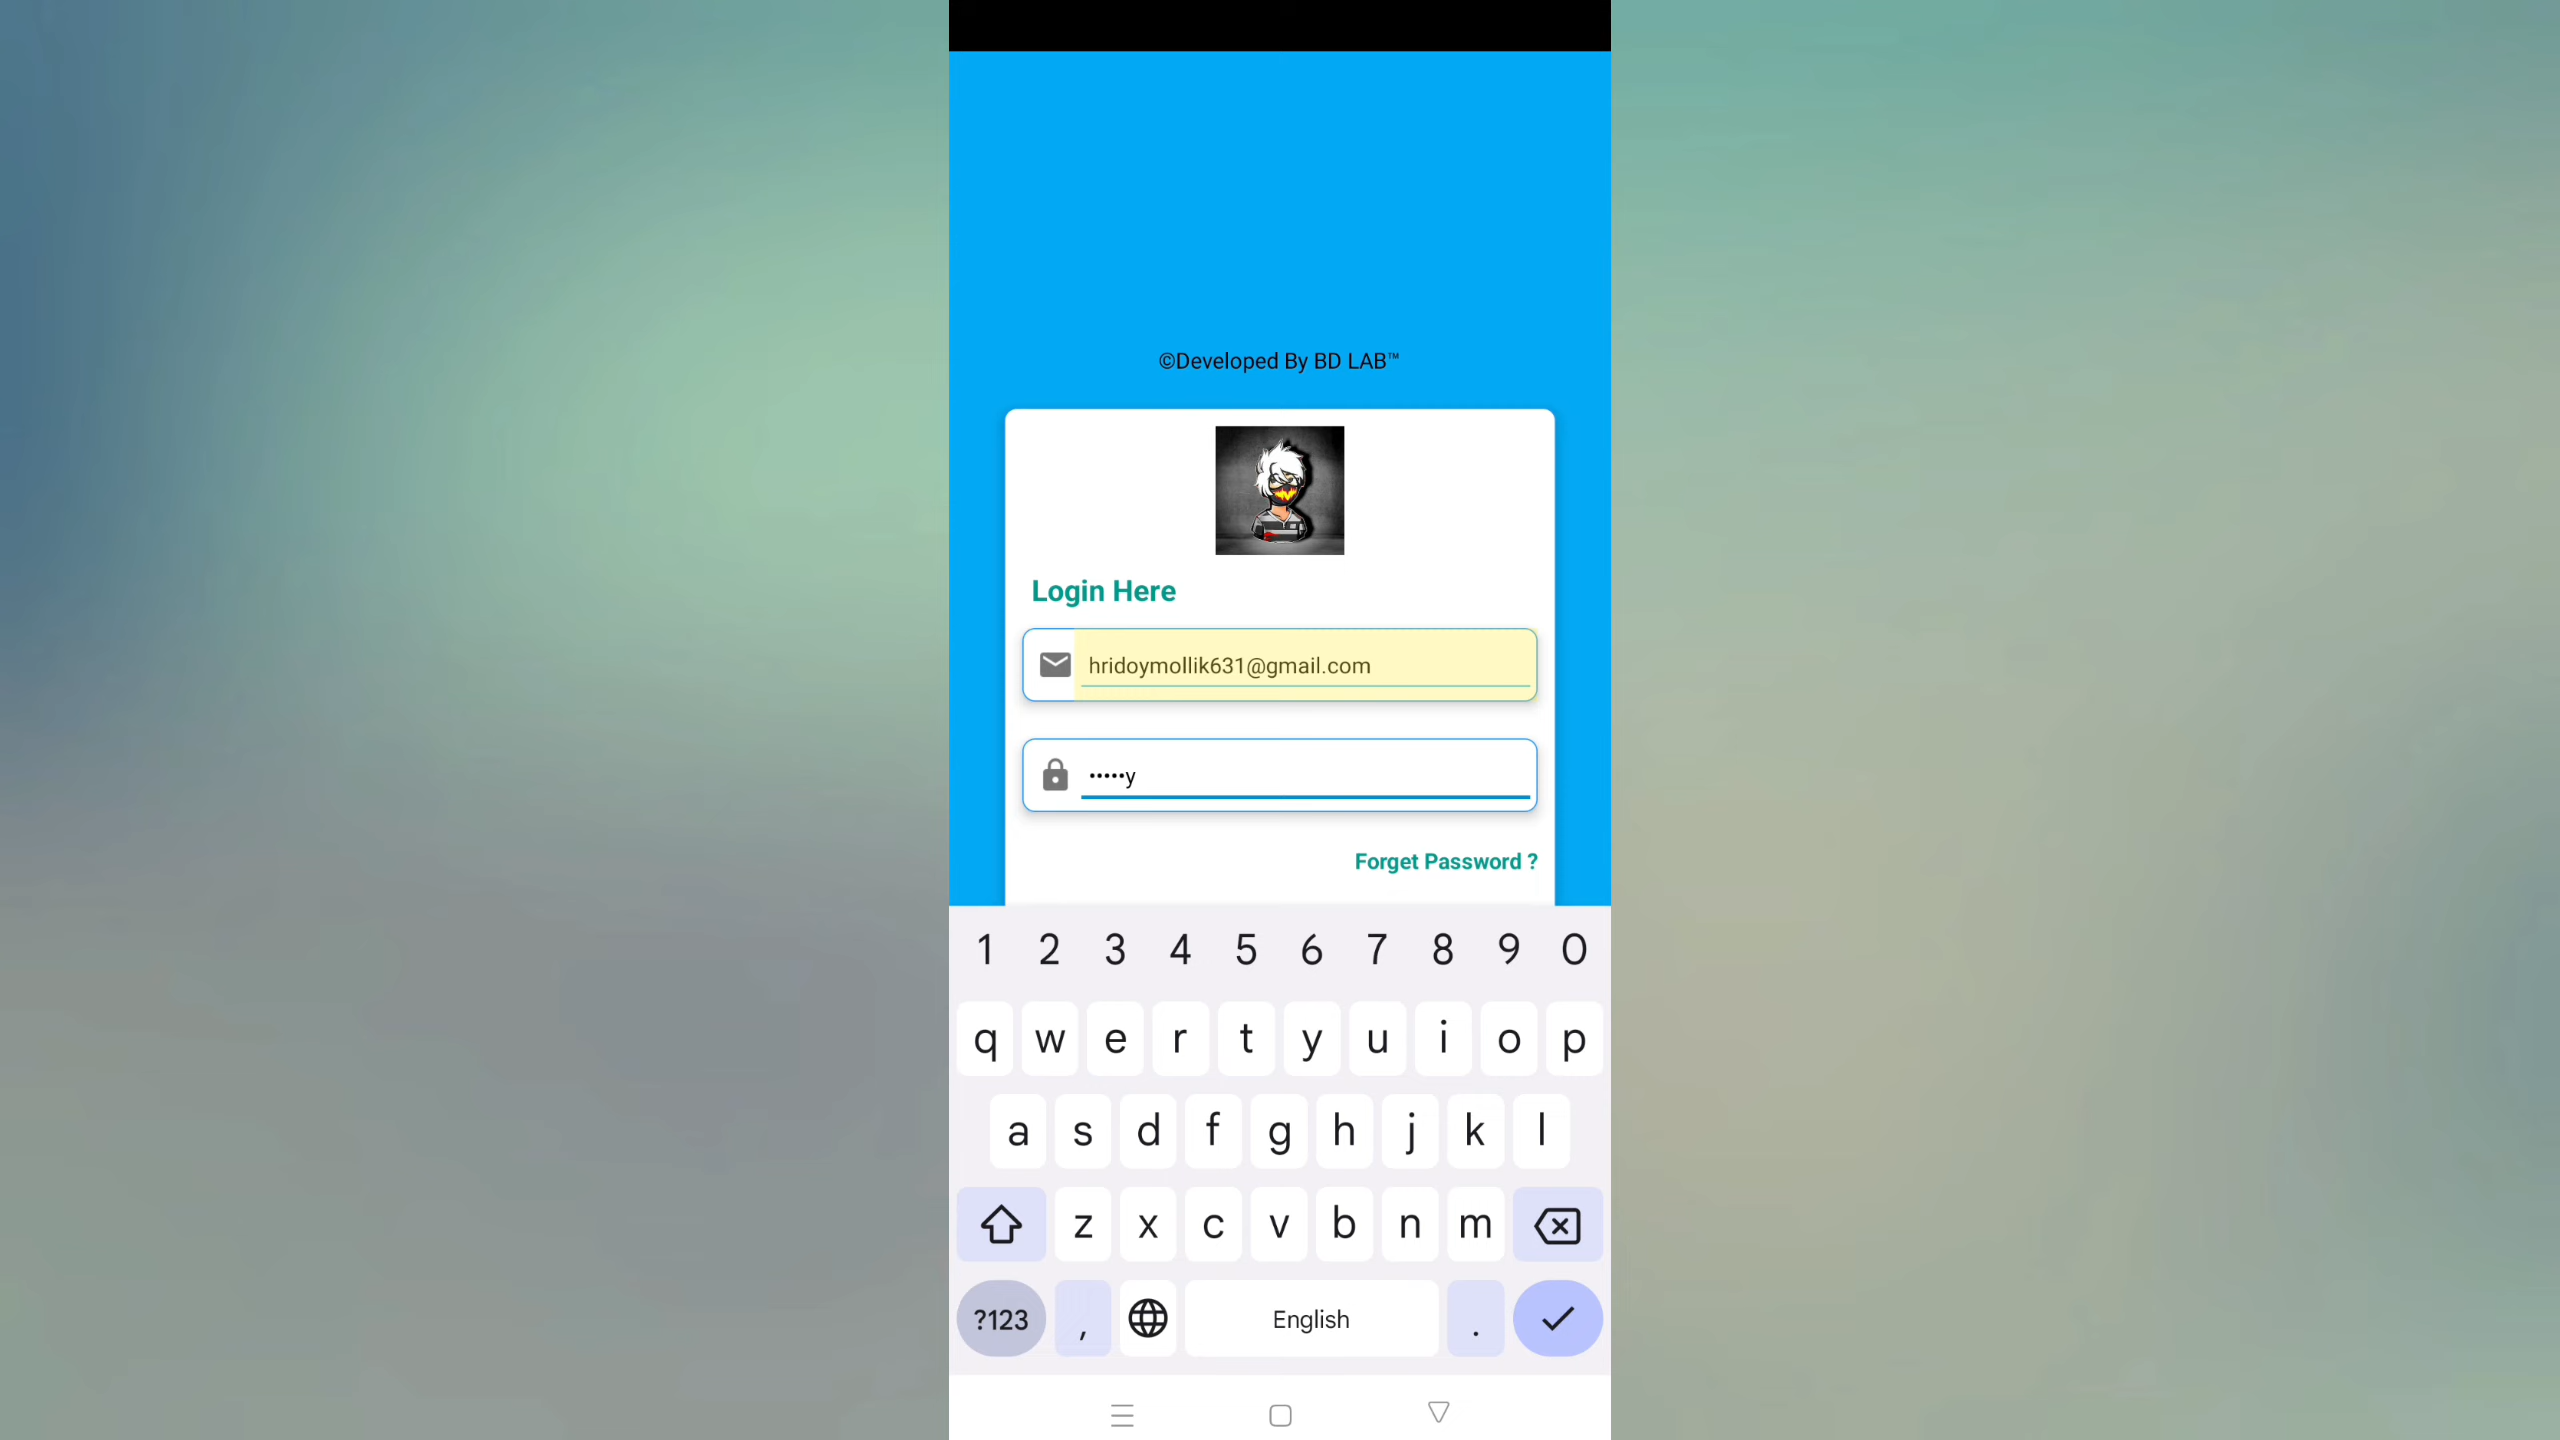 ©Developed By BD LAB™
Login Here
hridoymollik631@gmail.com
•••••y
Forget Password ?
1 2 3 4 5 6 7 8 9 0
q w e r t y u i o p
a s d f g h j k l
z x c v b n m
?123 , English .